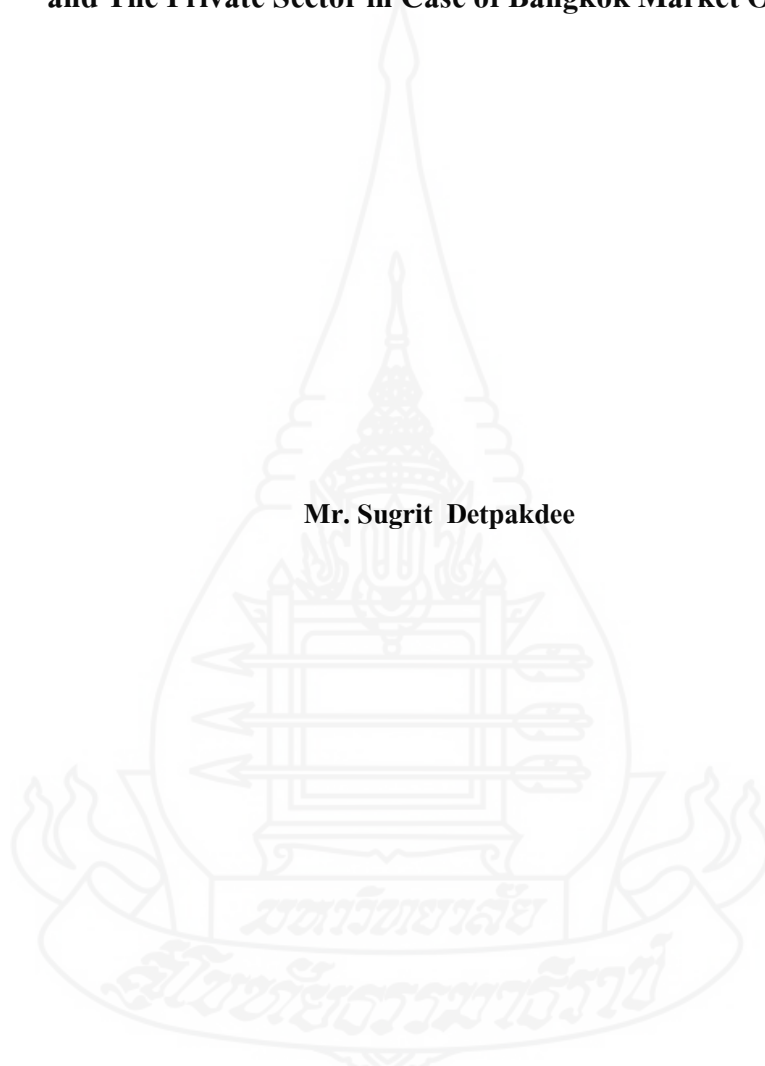 and The Private Sector in Case of Bangkok Market O
Mr. Sugrit Detpakdee
มหาวิทยาลัย
สุโขทัยธรรมาธิราช